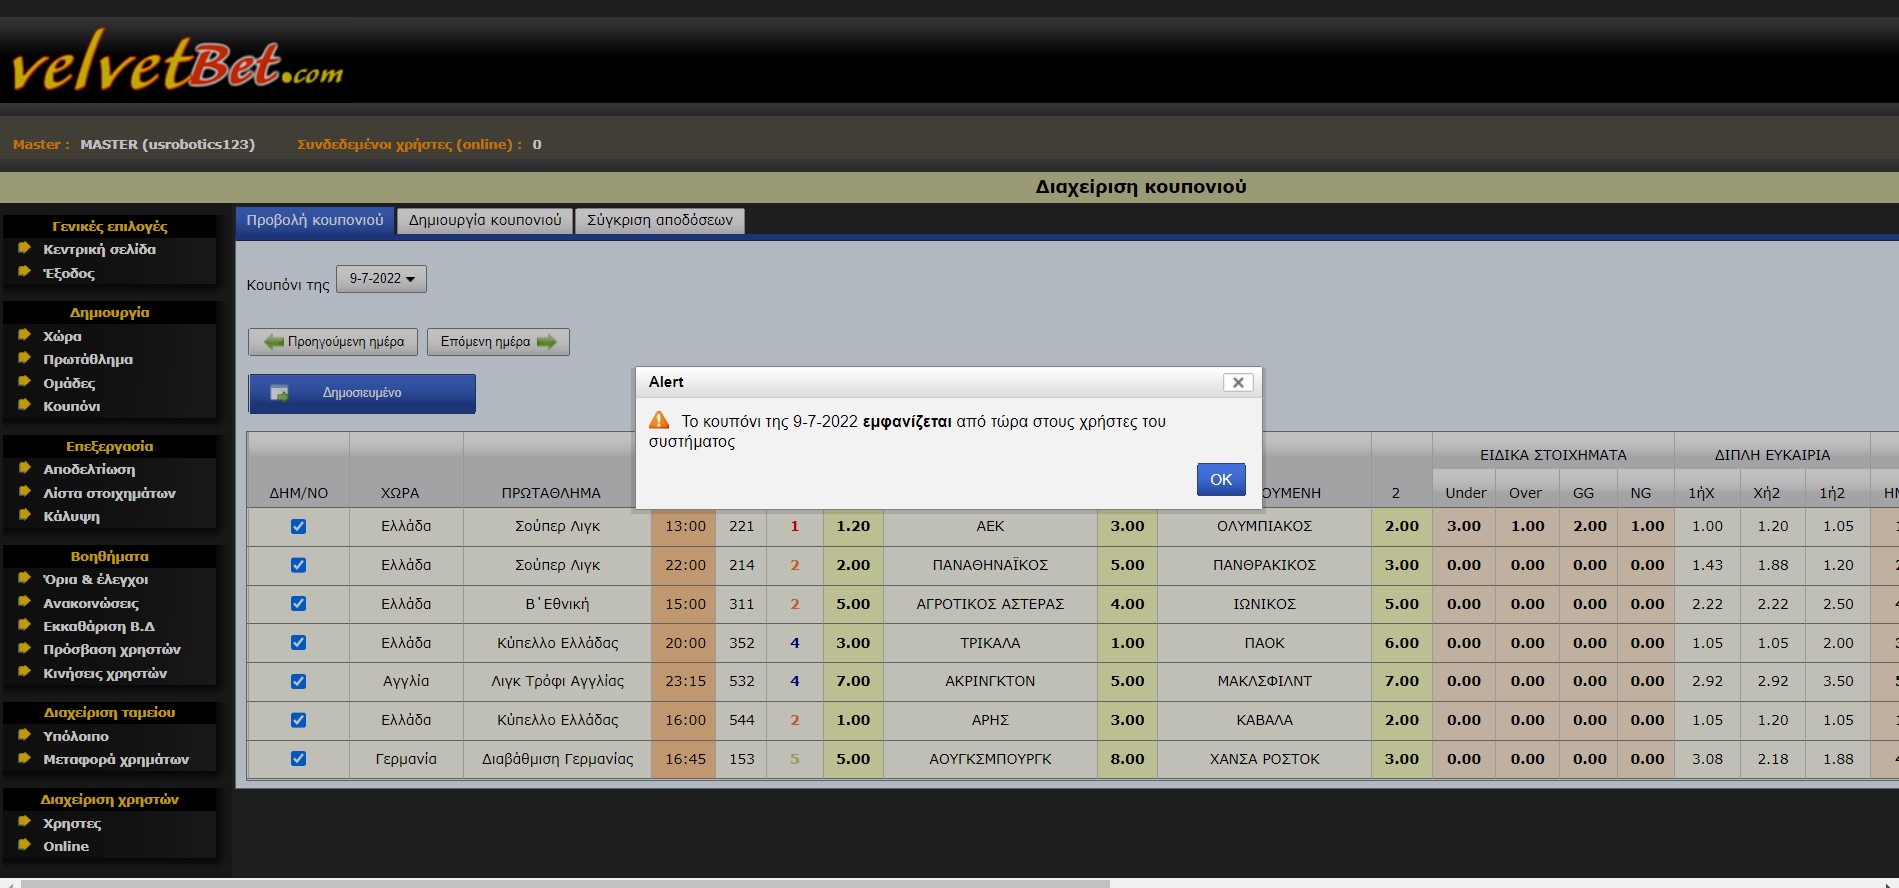 velvetBet.com
Master : MASTER (usrobotics123) Συνδεδεμένοι χρήστες (online) : 0
Διαχείριση κουπονιού
Γενικές επιλογές
Κεντρική σελίδα
Έξοδος
Δημιουργία
Χώρα
Πρωτάθλημα
Ομάδες
Κουπόνι
Επεξεργασία
Αποδελτίωση
Λίστα στοιχημάτων
Κάλυψη
Βοηθήματα
Όρια & έλεγχοι
Ανακοινώσεις
Εκκαθάριση Β.Δ
Πρόσβαση χρηστών
Κινήσεις χρηστών
Διαχείριση ταμείου
Υπόλοιπο
Μεταφορά χρημάτων
Διαχείριση χρηστών
Χρηστες
Online
Προβολή κουπονιού Δημιουργία κουπονιού Σύγκριση αποδόσεων
Κουπόνι της 9-7-2022
Προηγούμενη ημέρα Επόμενη ημέρα
Δημοσιευμένο
Alert
Το κουπόνι της 9-7-2022 εμφανίζεται από τώρα στους χρήστες του
συστήματος
OK
ΕΙΔΙΚΑ ΣΤΟΙΧΗΜΑΤΑ ΔΙΠΛΗ ΕΥΚΑΙΡΙΑ
ΔΗΜ/ΝΟ ΧΩΡΑ ΠΡΩΤΑΘΛΗΜΑ ΟΥΜΕΝΗ 2 Under Over GG NG 1ήΧ Χή2 1ή2 ΗΜ
Ελλάδα Σούπερ Λιγκ 13:00 221 1 1.20 ΑΕΚ 3.00 ΟΛΥΜΠΙΑΚΟΣ 2.00 3.00 1.00 2.00 1.00 1.00 1.20 1.05
Ελλάδα Σούπερ Λιγκ 22:00 214 2 2.00 ΠΑΝΑΘΗΝΑΪΚΟΣ 5.00 ΠΑΝΘΡΑΚΙΚΟΣ 3.00 0.00 0.00 0.00 0.00 1.43 1.88 1.20
Ελλάδα Β΄Εθνική 15:00 311 2 5.00 ΑΓΡΟΤΙΚΟΣ ΑΣΤΕΡΑΣ 4.00 ΙΩΝΙΚΟΣ 5.00 0.00 0.00 0.00 0.00 2.22 2.22 2.50
Ελλάδα Κύπελλο Ελλάδας 20:00 352 4 3.00 ΤΡΙΚΑΛΑ 1.00 ΠΑΟΚ 6.00 0.00 0.00 0.00 0.00 1.05 1.05 2.00
Αγγλία Λιγκ Τρόφι Αγγλίας 23:15 532 4 7.00 ΑΚΡΙΝΓΚΤΟΝ 5.00 ΜΑΚΛΣΦΙΛΝΤ 7.00 0.00 0.00 0.00 0.00 2.92 2.92 3.50
Ελλάδα Κύπελλο Ελλάδας 16:00 544 2 1.00 ΑΡΗΣ 3.00 ΚΑΒΑΛΑ 2.00 0.00 0.00 0.00 0.00 1.05 1.20 1.05
Γερμανία Διαβάθμιση Γερμανίας 16:45 153 5 5.00 ΑΟΥΓΚΣΜΠΟΥΡΓΚ 8.00 ΧΑΝΣΑ ΡΟΣΤΟΚ 3.00 0.00 0.00 0.00 0.00 3.08 2.18 1.88